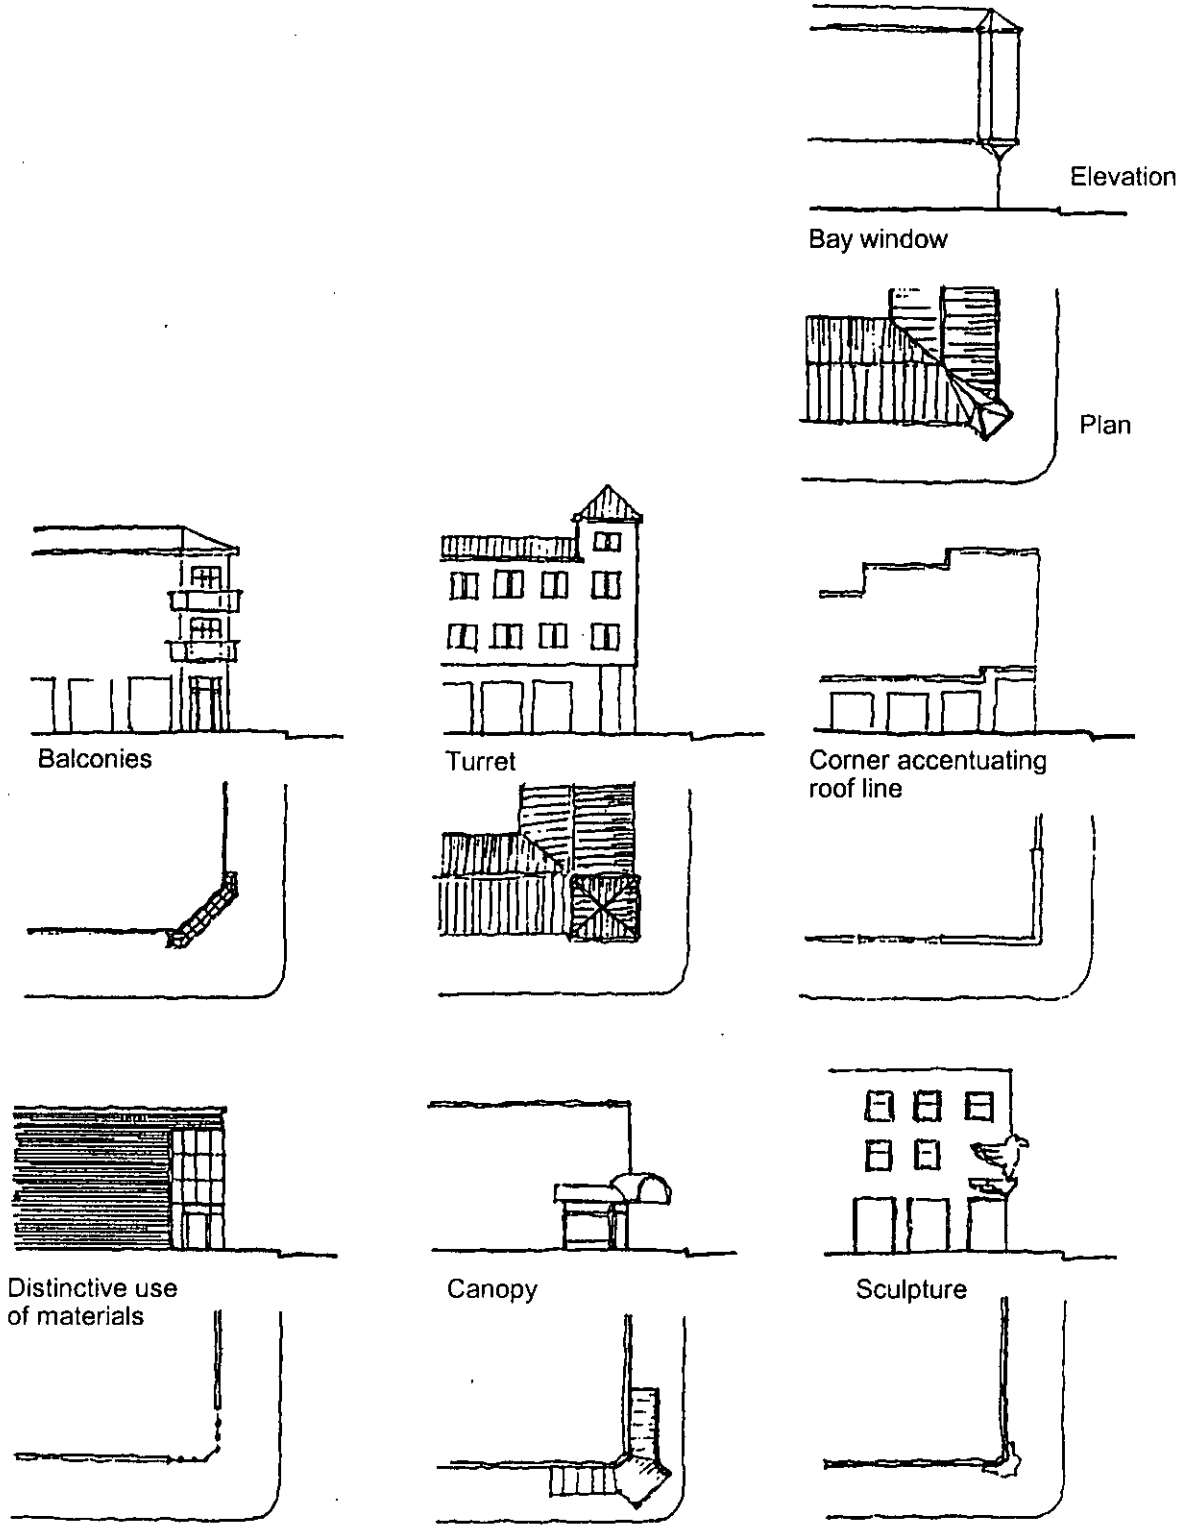 Elevation
Bay window
Plan
Balconies
Turret
Corner accentuating
roof line
Distinctive use
of materials
Canopy
Sculpture